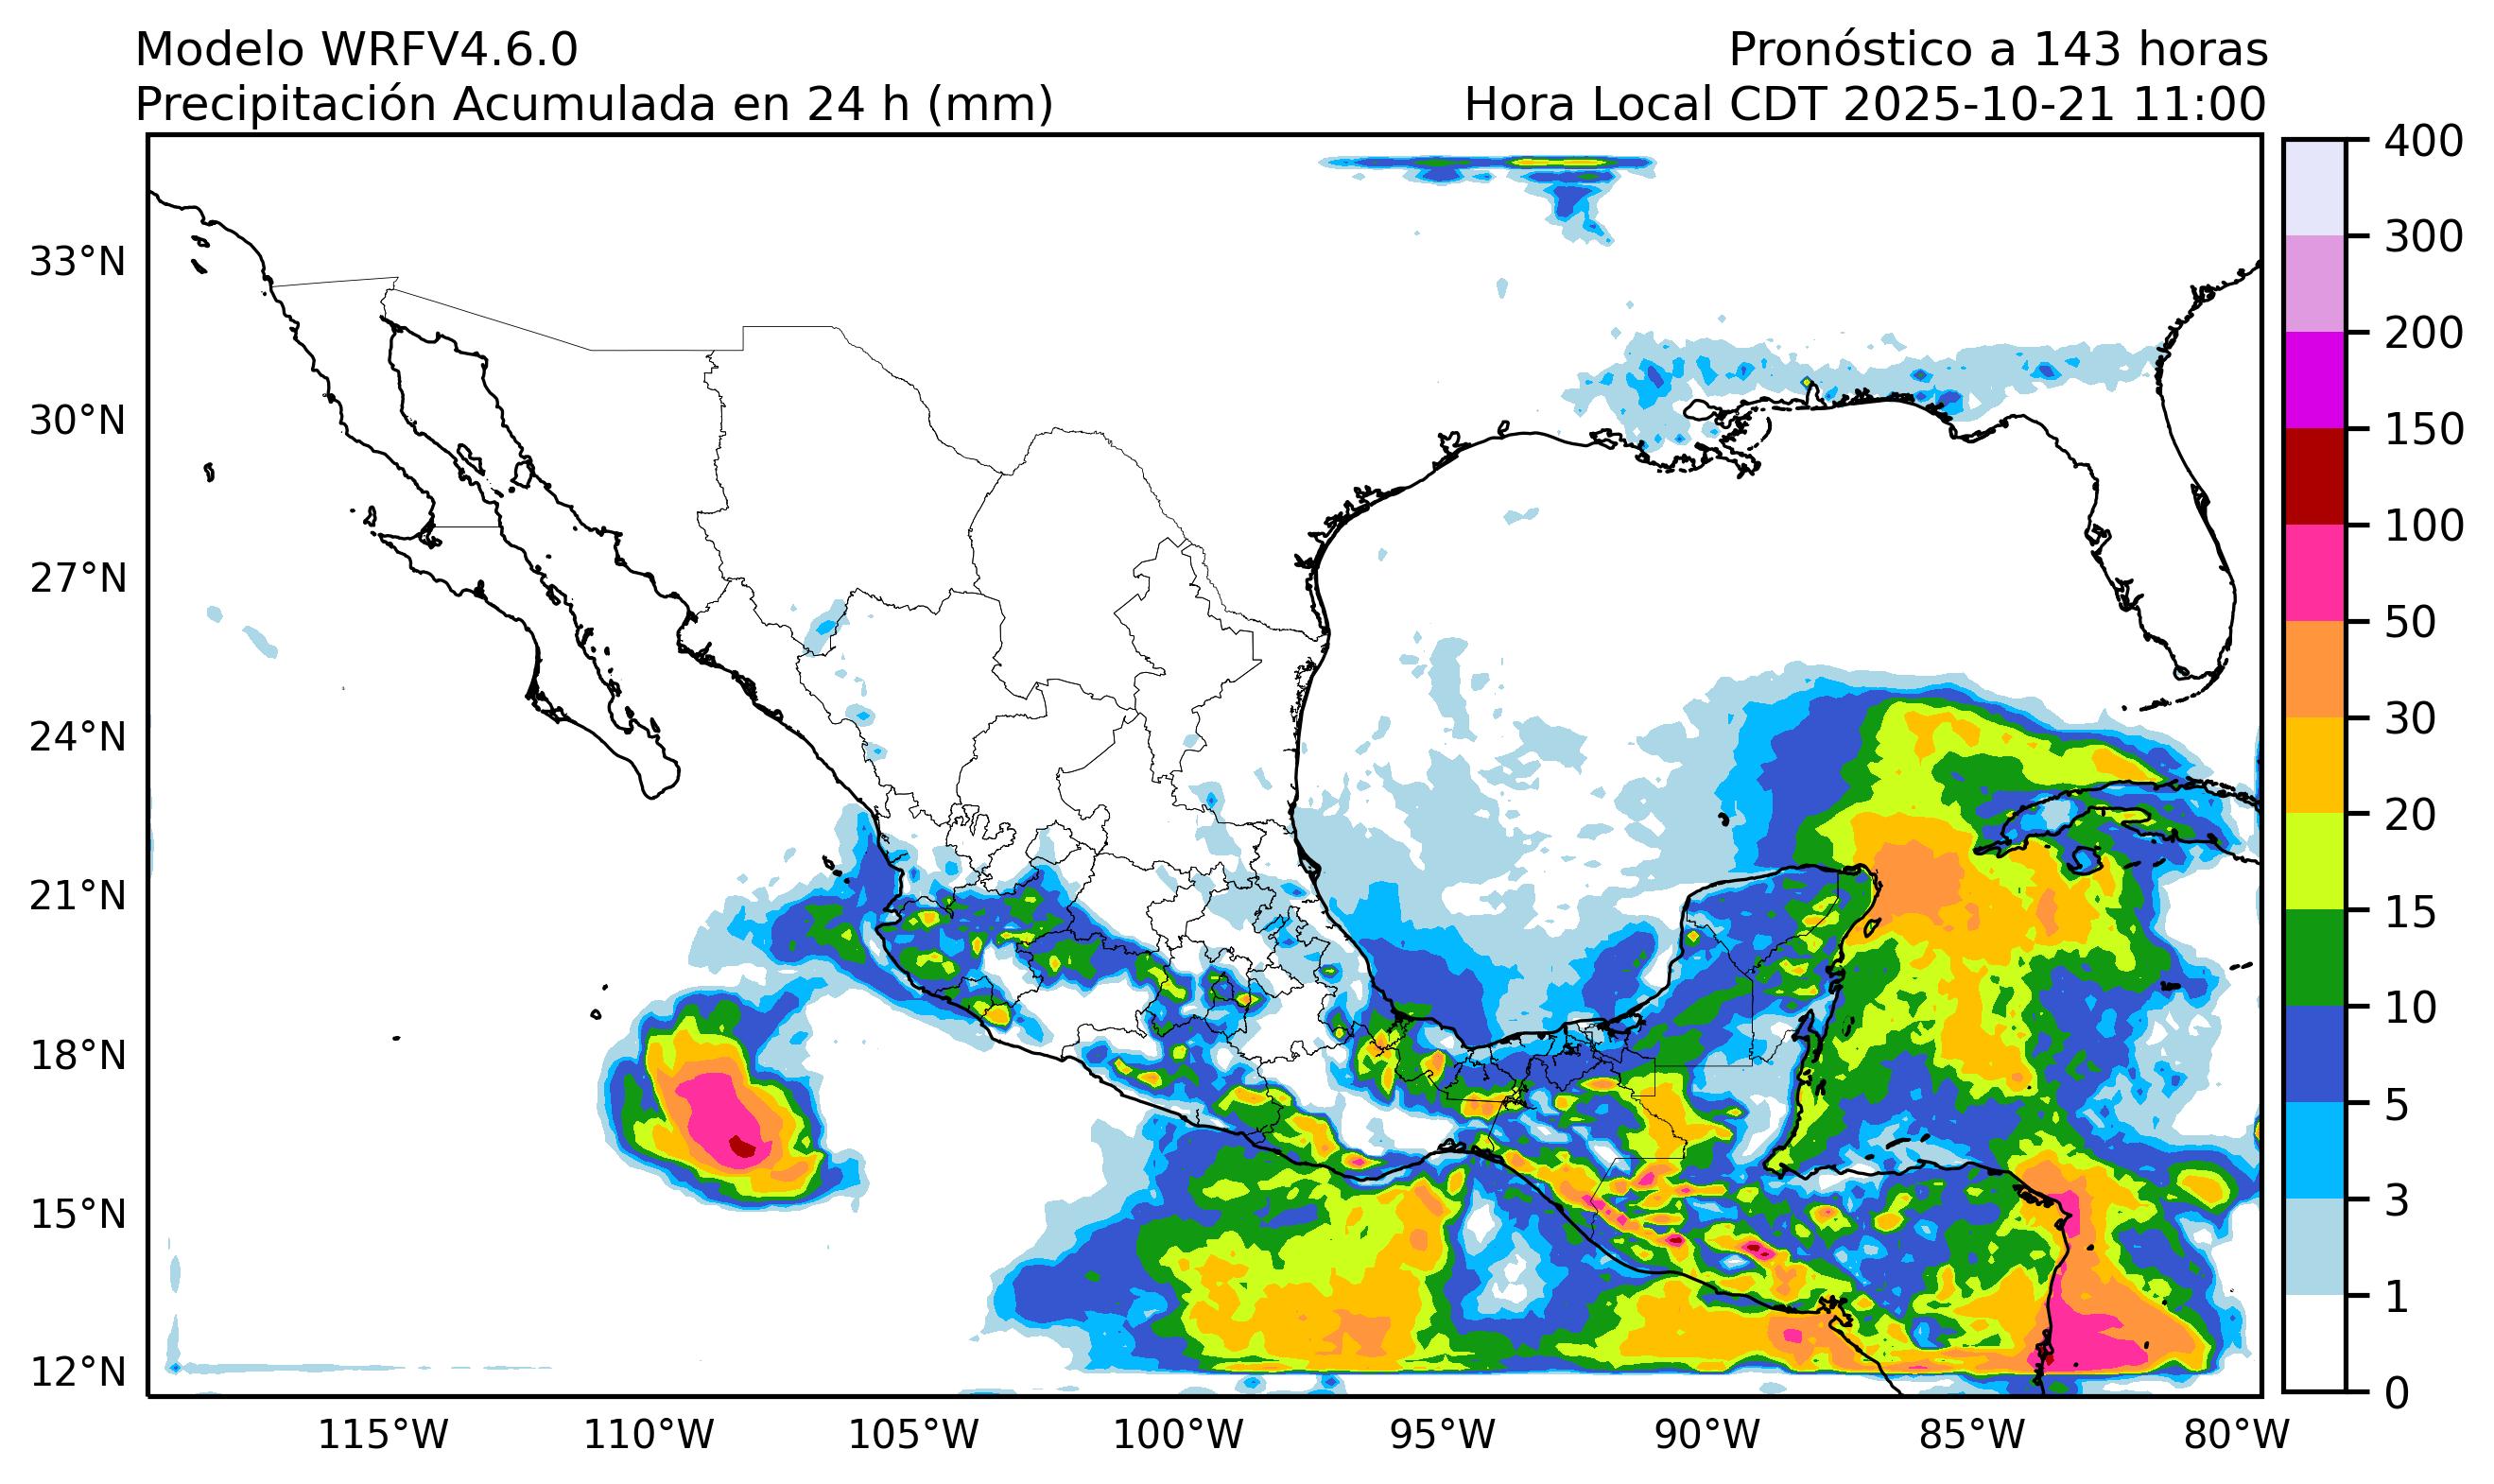 Modelo WRFV4.6.0
Pronóstico a 143 horas
Precipitación Acumulada en 24 h (mm)
Hora Local CDT 2025-10-21 11:00
33°N
30°N
27°N
24°N
21°N
18°N
15°N
12°N
115°W
110°W
105°W
100°W
95°W
90°W
85°W
80°W
400
300
200
150
100
50
30
20
15
10
5
3
1
0